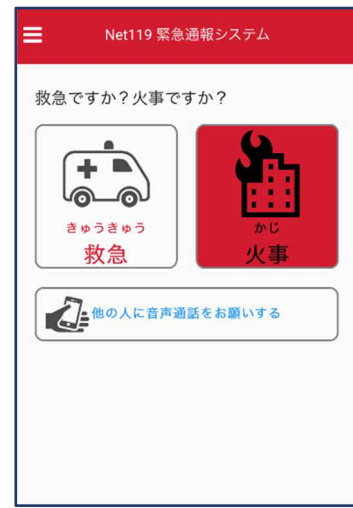 Net119 緊急通報システム
救急ですか？火事ですか？
きゅうきゅう
救急
かじ
火事
他の人に音声通話をお願いする